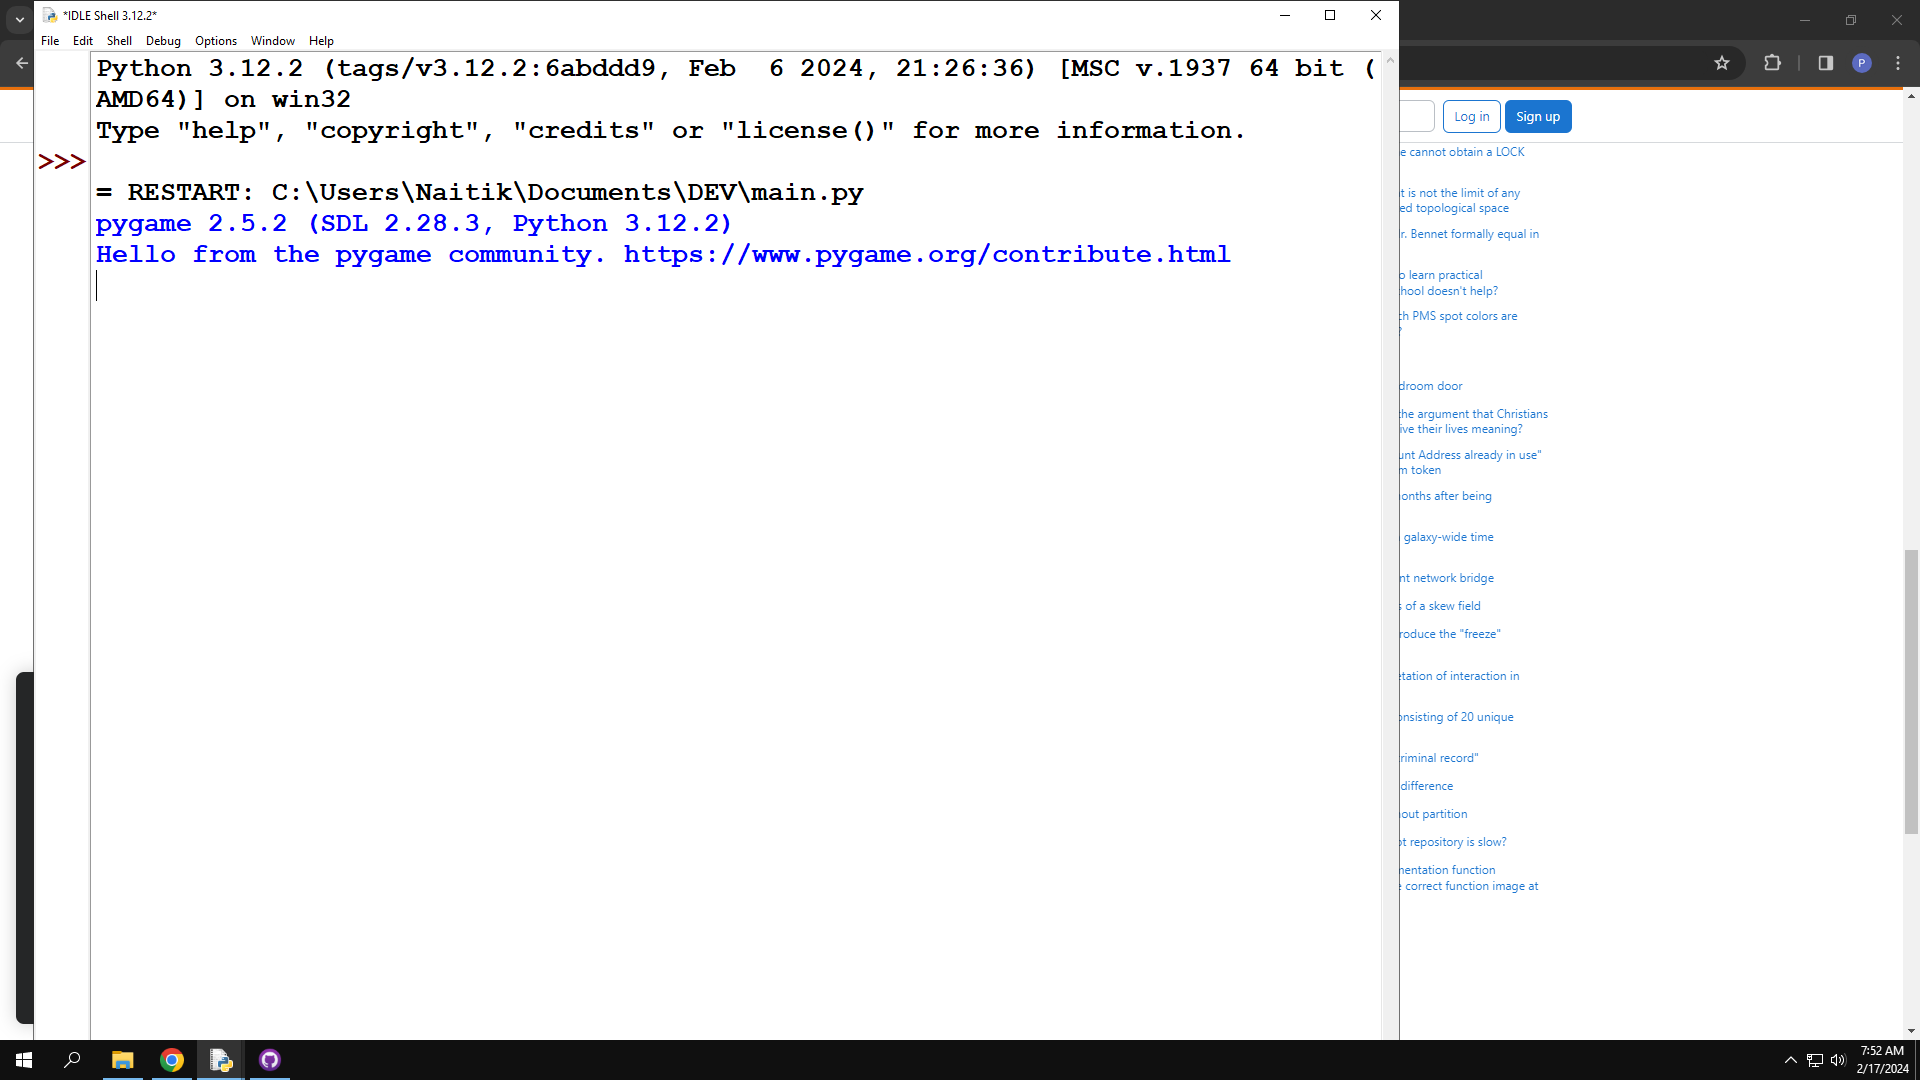 *IDLE Shell 3.12.2*
File Edit Shell Debug Options Window Help
Python 3.12.2 (tags/v3.12.2:6abddd9, Feb  6 2024, 21:26:36) [MSC v.1937 64 bit (
AMD64)] on win32
Type "help", "copyright", "credits" or "license()" for more information.
>>>
= RESTART: C:\Users\Naitik\Documents\DEV\main.py
pygame 2.5.2 (SDL 2.28.3, Python 3.12.2)
Hello from the pygame community. https://www.pygame.org/contribute.html
P
Log in Sign up
e cannot obtain a LOCK
t is not the limit of any
ed topological space
r. Bennet formally equal in
o learn practical
hool doesn't help?
ch PMS spot colors are
?
droom door
the argument that Christians
ive their lives meaning?
unt Address already in use"
m token
onths after being
galaxy-wide time
nt network bridge
s of a skew field
roduce the "freeze"
etation of interaction in
onsisting of 20 unique
criminal record"
difference
out partition
ot repository is slow?
mentation function
e correct function image at
7:52 AM
2/17/2024